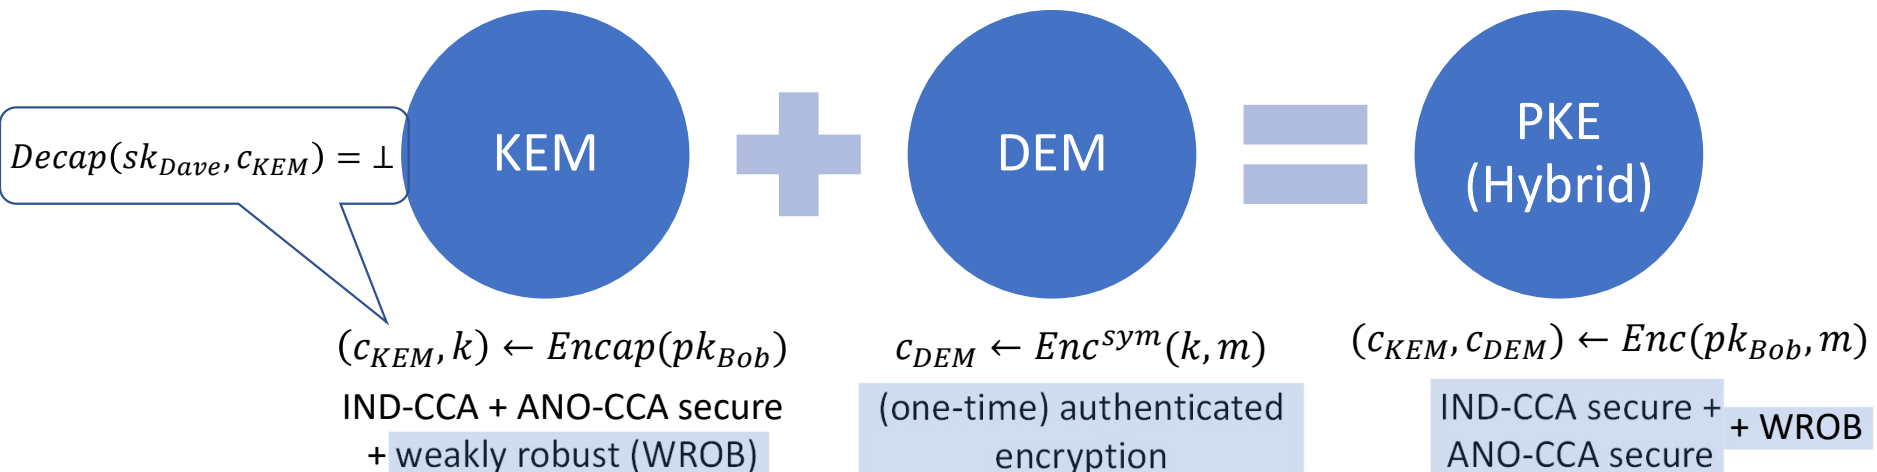 Decap(sk_Dave, c_KEM) = ⊥
KEM
DEM
PKE
(Hybrid)
(c_KEM, k) ← Encap(pk_Bob)
IND-CCA + ANO-CCA secure
+ weakly robust (WROB)
c_DEM ← Enc^sym(k, m)
(one-time) authenticated
encryption
(c_KEM, c_DEM) ← Enc(pk_Bob, m)
IND-CCA secure +
ANO-CCA secure
+ WROB